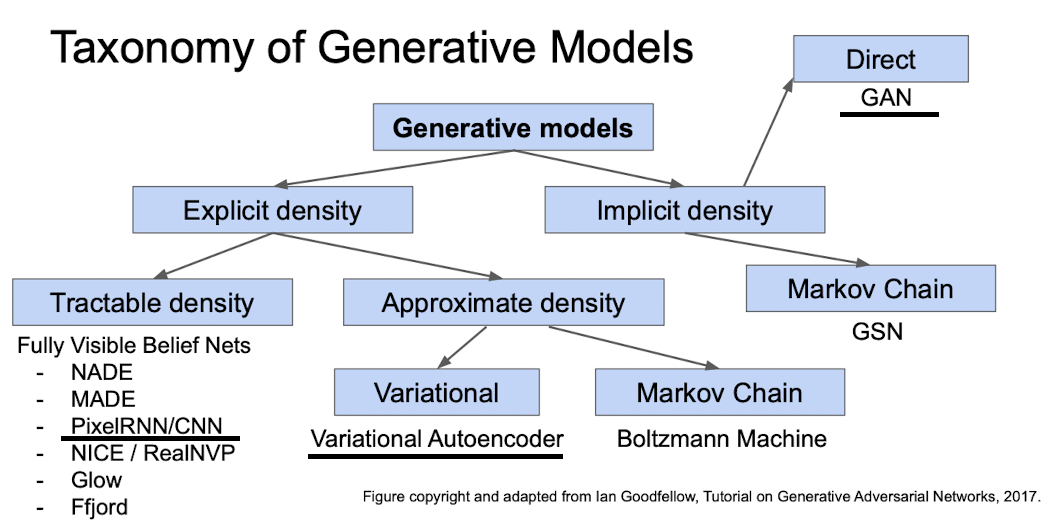 Taxonomy of Generative Models
Direct
GAN
Generative models
Explicit density
Implicit density
Tractable density
Approximate density
Markov Chain
GSN
Fully Visible Belief Nets
- NADE
- MADE
- PixelRNN/CNN
- NICE / RealNVP
- Glow
- Ffjord
Variational
Markov Chain
Variational Autoencoder
Boltzmann Machine
Figure copyright and adapted from Ian Goodfellow, Tutorial on Generative Adversarial Networks, 2017.